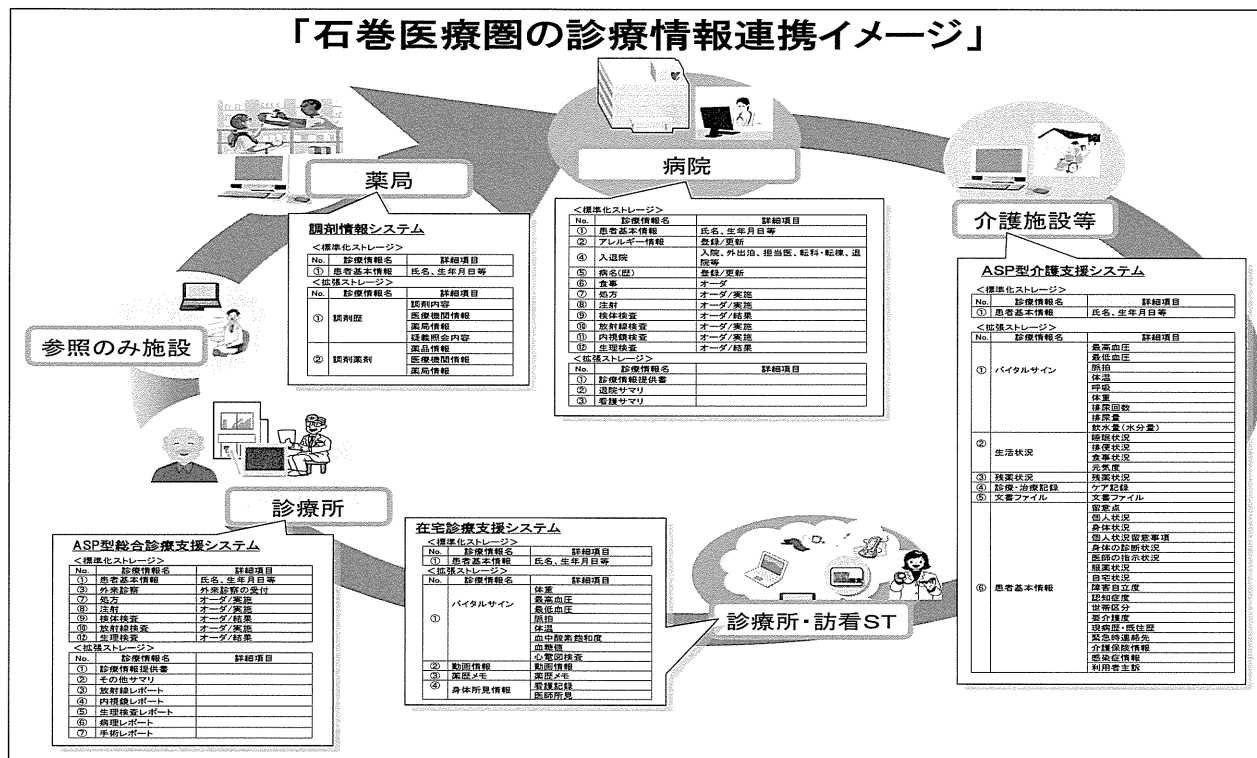 「石巻医療圏の診療情報連携イメージ」
薬局
調剤情報システム
<標準化ストレージ>
No. 診療情報名 詳細項目
① 患者基本情報 氏名、生年月日等
<拡張ストレージ>
No. 診療情報名 詳細項目
① 調剤歴 調剤内容
医療機関情報
薬局情報
疑義照会内容
② 調剤薬剤 薬品情報
医療機関情報
薬局情報
病院
<標準化ストレージ>
No. 診療情報名 詳細項目
① 患者基本情報 氏名、生年月日等
② アレルギー情報 登録/更新
④ 入退院 入院、外出泊、担当医、転科・転棟、退院等
⑤ 病名(歴) 登録/更新
⑥ 食事 オーダ
⑦ 処方 オーダ/実施
⑧ 注射 オーダ/実施
⑨ 検体検査 オーダ/結果
⑩ 放射線検査 オーダ/実施
⑪ 内視鏡検査 オーダ/実施
⑫ 生理検査 オーダ/結果
<拡張ストレージ>
No. 診療情報名 詳細項目
① 診療情報提供書
② 退院サマリ
③ 看護サマリ
介護施設等
ASP型介護支援システム
<標準化ストレージ>
No. 診療情報名 詳細項目
① 患者基本情報 氏名、生年月日等
<拡張ストレージ>
No. 診療情報名 詳細項目
① バイタルサイン 最高血圧
最低血圧
脈拍
体温
呼吸
体重
排尿回数
排尿量
飲水量(水分量)
② 生活状況 睡眠状況
排便状況
食事状況
元気度
③ 残薬状況 残薬状況
④ 診療・治療記録 ケア記録
⑤ 文書ファイル 文書ファイル
⑥ 患者基本情報 留意点
個人状況
身体状況
個人状況留意事項
身体の診断状況
医師の指示状況
服薬状況
自宅状況
障害自立度
認知症度
世帯区分
要介護度
現病歴・既往歴
緊急時連絡先
介護保険情報
感染症情報
利用者主訴
参照のみ施設
診療所
ASP型総合診療支援システム
<標準化ストレージ>
No. 診療情報名 詳細項目
① 患者基本情報 氏名、生年月日等
③ 外来診察 外来診察の受付
⑦ 処方 オーダ/実施
⑧ 注射 オーダ/実施
⑨ 検体検査 オーダ/結果
⑩ 放射線検査 オーダ/実施
⑫ 生理検査 オーダ/結果
<拡張ストレージ>
No. 診療情報名 詳細項目
① 診療情報提供書
② その他サマリ
③ 放射線レポート
④ 内視鏡レポート
⑤ 生理検査レポート
⑥ 病理レポート
⑦ 手術レポート
在宅診療支援システム
<標準化ストレージ>
No. 診療情報名 詳細項目
① 患者基本情報 氏名、生年月日等
<拡張ストレージ>
No. 診療情報名 詳細項目
① バイタルサイン 体重
最高血圧
最低血圧
脈拍
体温
血中酸素飽和度
血糖値
心電図検査
② 動画情報 動画情報
③ 薬歴メモ 薬歴メモ
④ 身体所見情報 看護記録
医師所見
診療所・訪看ST